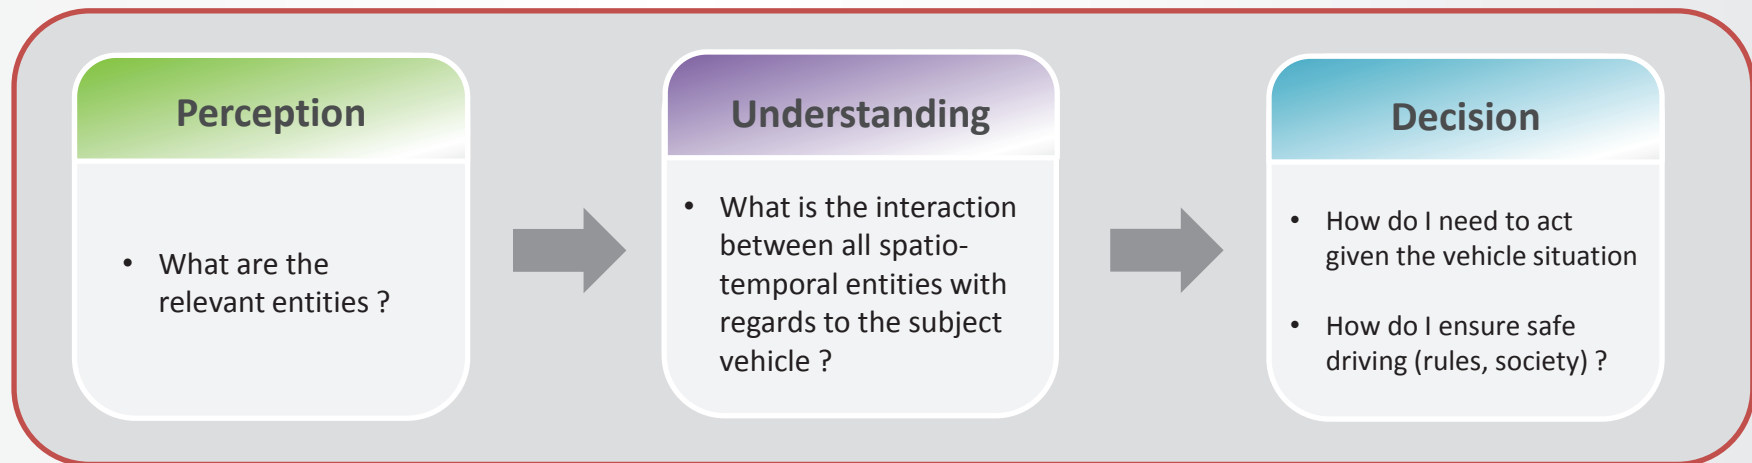 Perception
• What are the
relevant entities ?
Understanding
• What is the interaction
between all spatio-
temporal entities with
regards to the subject
vehicle ?
Decision
• How do I need to act
given the vehicle situation
• How do I ensure safe
driving (rules, society) ?